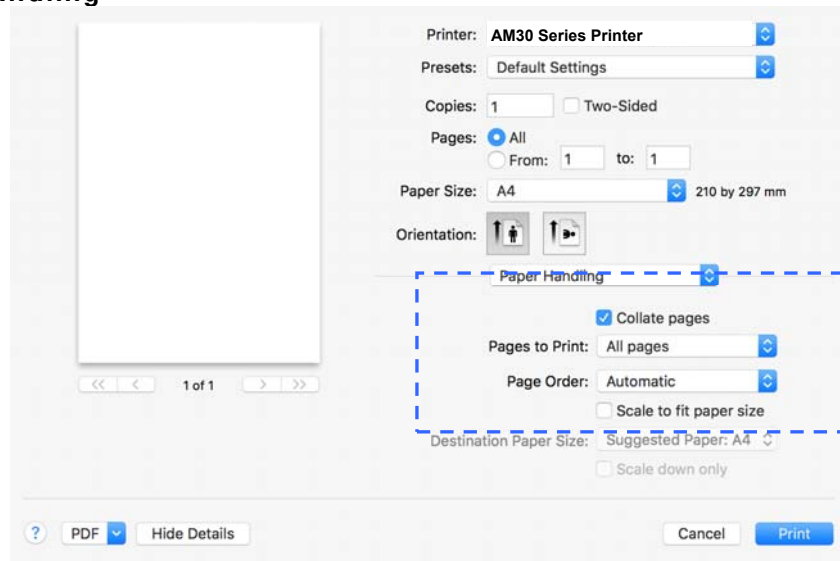 Printer: AM30 Series Printer
Presets: Default Settings
Copies: 1 Two-Sided
Pages: All
From: 1 to: 1
Paper Size: A4 210 by 297 mm
Orientation:
Paper Handling
Collate pages
Pages to Print: All pages
1 of 1
Page Order: Automatic
Scale to fit paper size
Destination Paper Size: Suggested Paper: A4
Scale down only
? PDF Hide Details Cancel Print